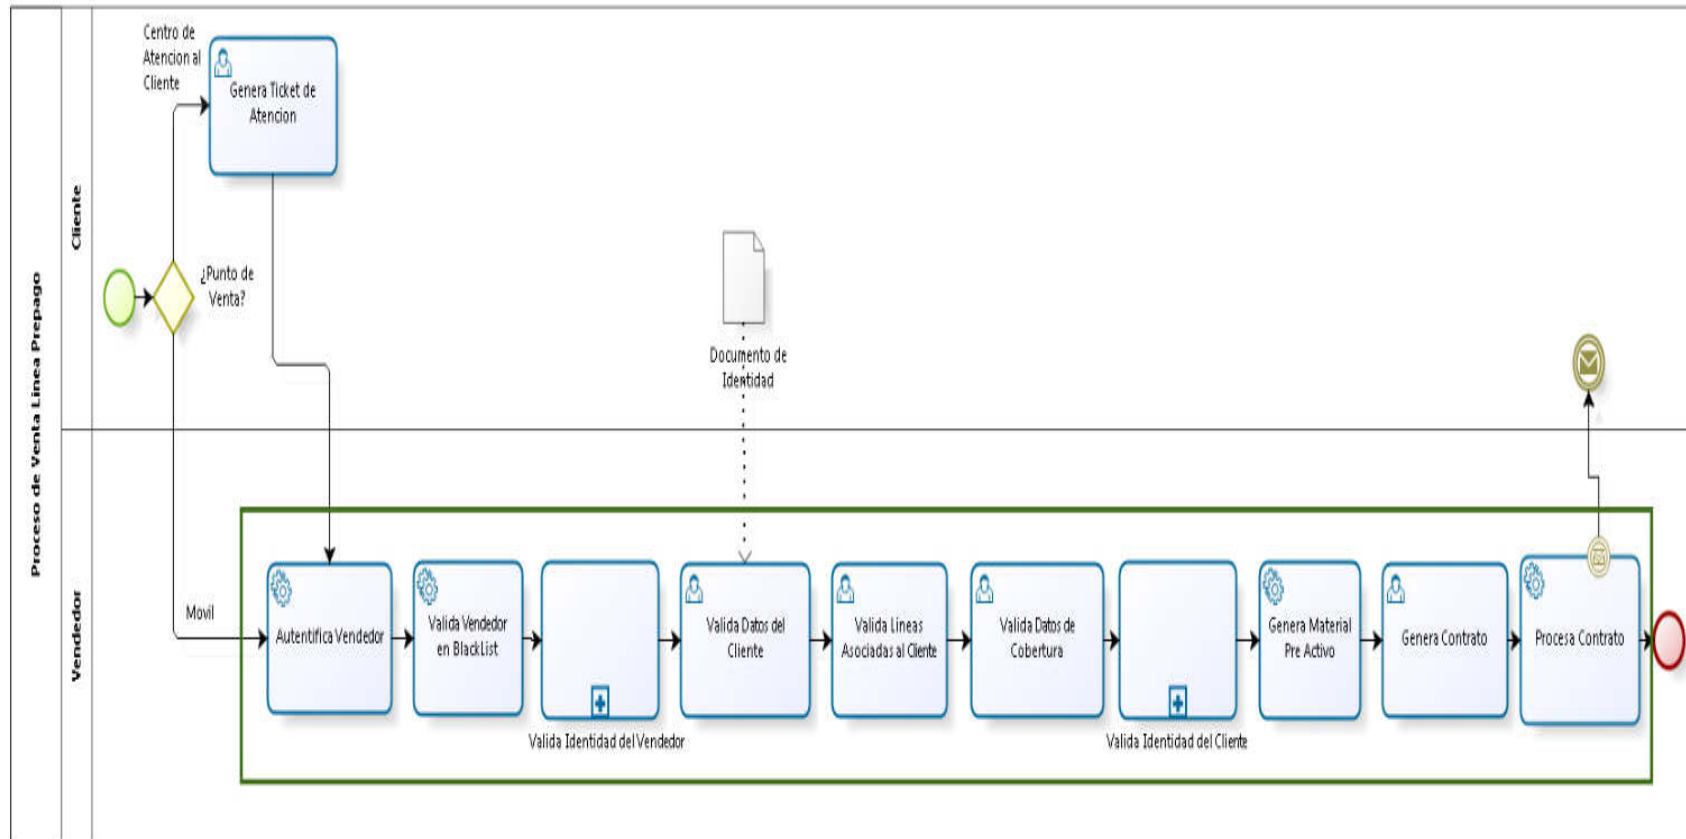 Proceso de Venta Linea Prepago
Cliente
Centro de
Atencion al
Cliente
Genera Ticket de
Atencion
¿Punto de
Venta?
Documento de
Identidad
Vendedor
Movil
Autentifica Vendedor
Valida Vendedor
en BlackList
Valida Identidad del Vendedor
Valida Datos del
Cliente
Valida Lineas
Asociadas al Cliente
Valida Datos de
Cobertura
Valida Identidad del Cliente
Genera Material
Pre Activo
Genera Contrato
Procesa Contrato